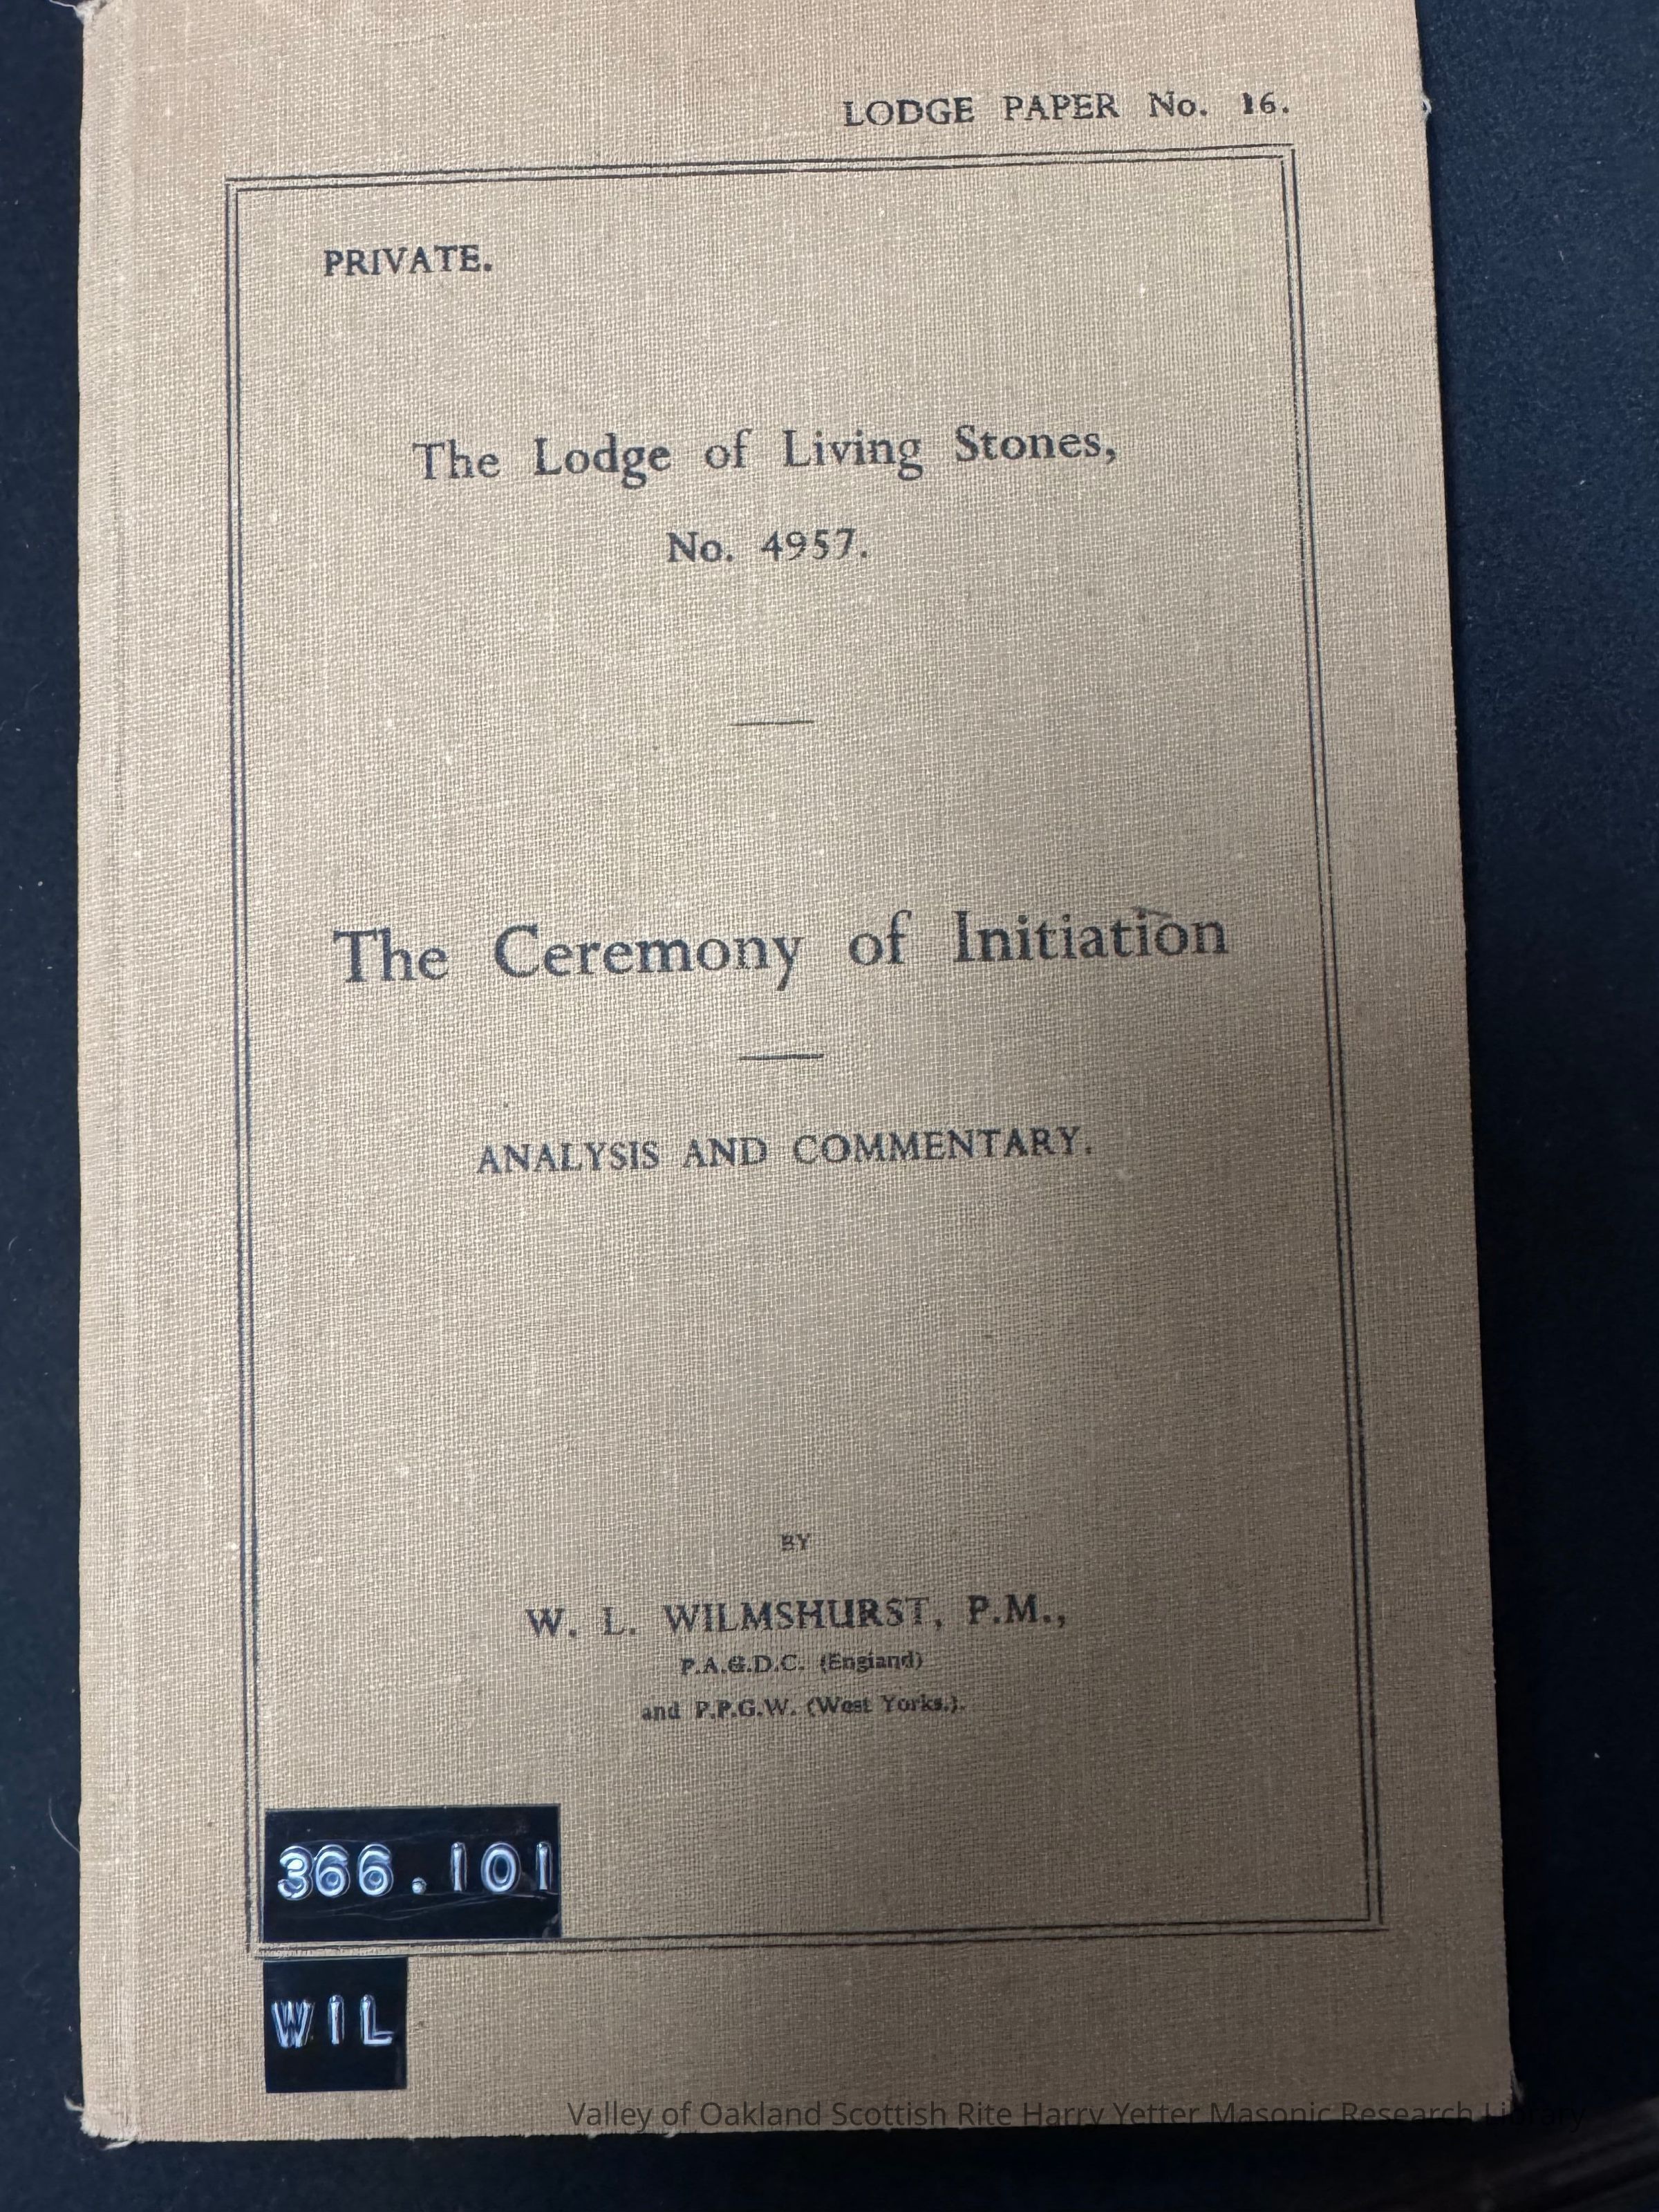 LODGE PAPER No. 16.
PRIVATE.
The Lodge of Living Stones,
No. 4957.
The Ceremony of Initiation
ANALYSIS AND COMMENTARY.
BY
W. L. WILMSHURST, P.M.,
P.A.G.D.C. (England)
and P.P.G.W. (West Yorks.).
366.101
WIL
Valley of Oakland Scottish Rite Harry Yetter Masonic Research Library